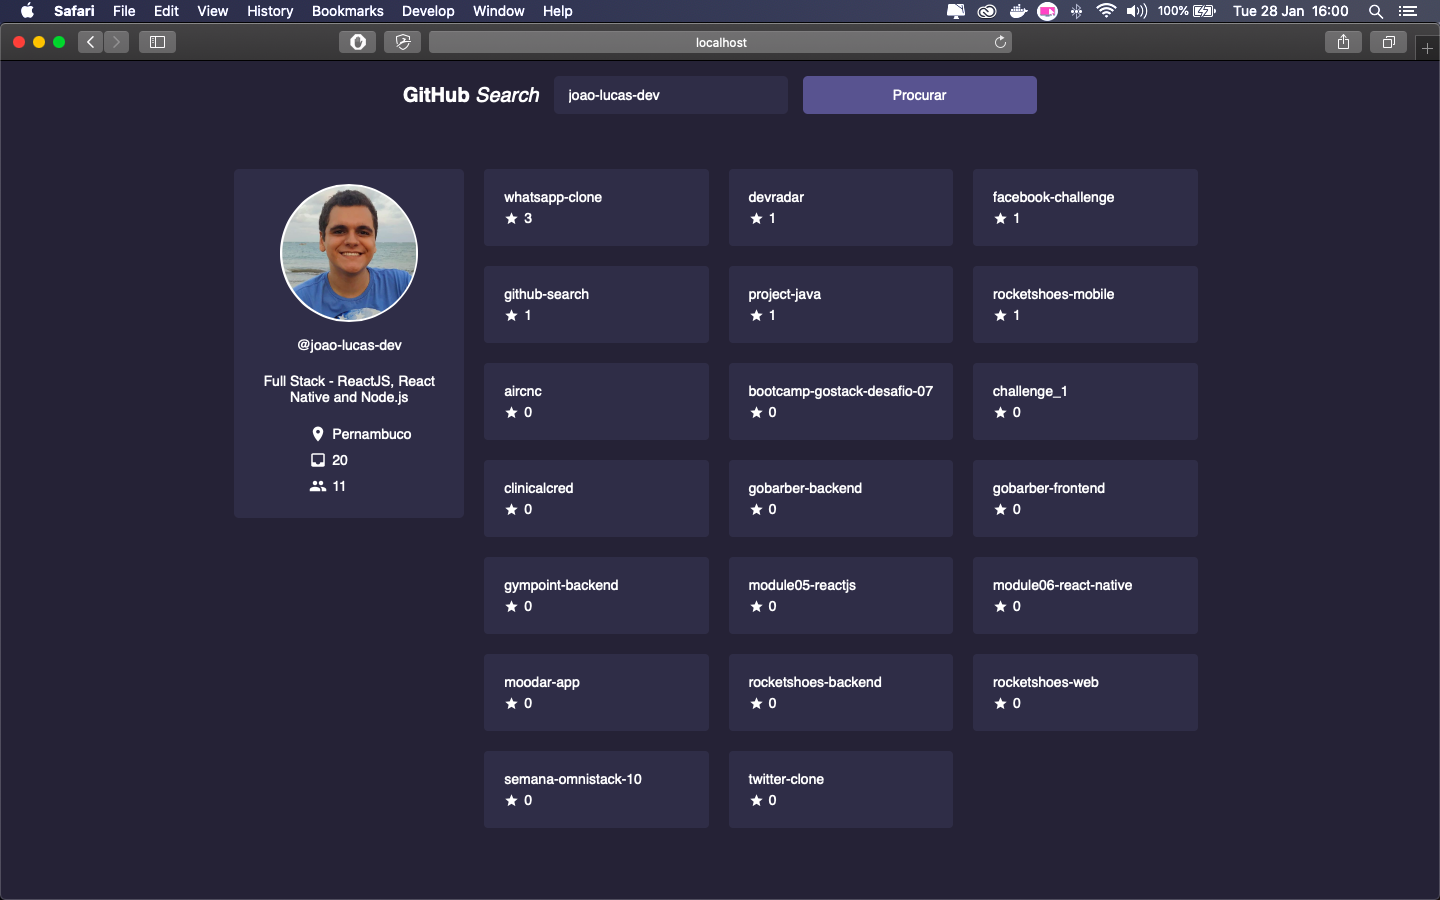 Safari File Edit View History Bookmarks Develop Window Help 100% Tue 28 Jan 16:00
localhost
GitHub Search joao-lucas-dev Procurar
@joao-lucas-dev
Full Stack - ReactJS, React
Native and Node.js
Pernambuco
20
11
whatsapp-clone
3
devradar
1
facebook-challenge
1
github-search
1
project-java
1
rocketshoes-mobile
1
aircnc
0
bootcamp-gostack-desafio-07
0
challenge_1
0
clinicalcred
0
gobarber-backend
0
gobarber-frontend
0
gympoint-backend
0
module05-reactjs
0
module06-react-native
0
moodar-app
0
rocketshoes-backend
0
rocketshoes-web
0
semana-omnistack-10
0
twitter-clone
0